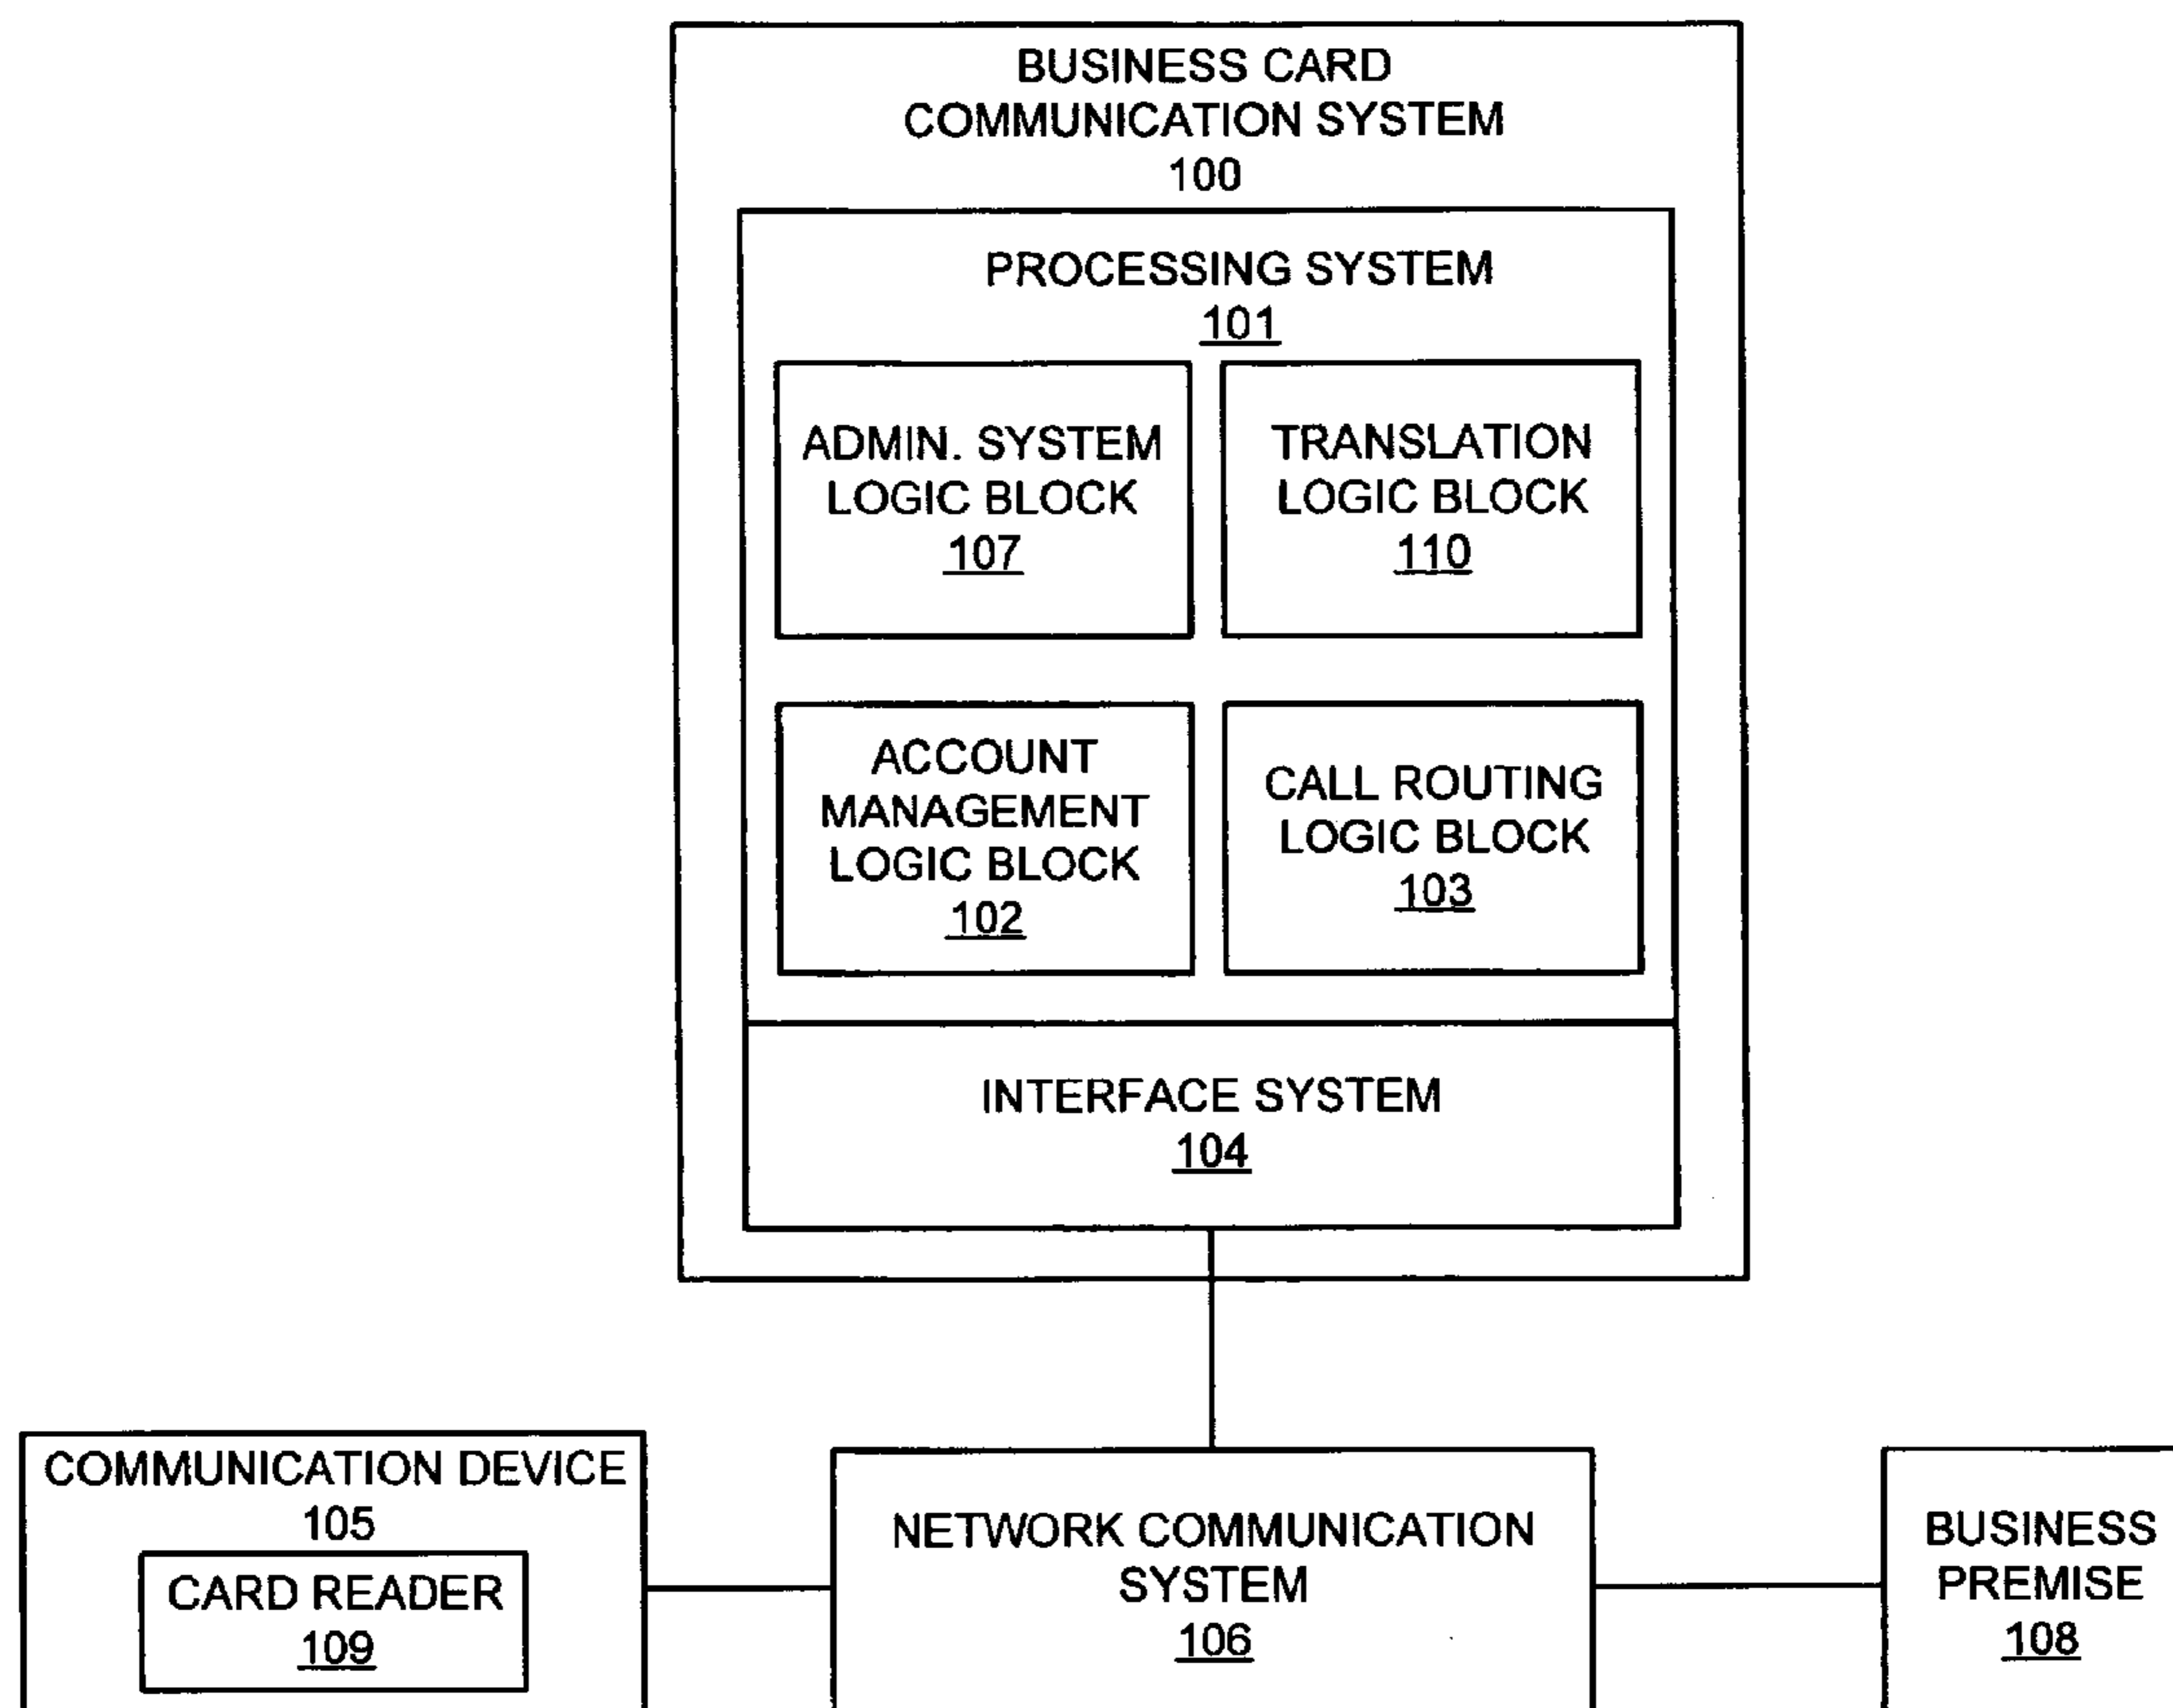 BUSINESS CARD
COMMUNICATION SYSTEM
100
PROCESSING SYSTEM
101
ADMIN. SYSTEM
LOGIC BLOCK
107
TRANSLATION
LOGIC BLOCK
110
ACCOUNT
MANAGEMENT
LOGIC BLOCK
102
CALL ROUTING
LOGIC BLOCK
103
INTERFACE SYSTEM
104
COMMUNICATION DEVICE
105
CARD READER
109
NETWORK COMMUNICATION
SYSTEM
106
BUSINESS
PREMISE
108